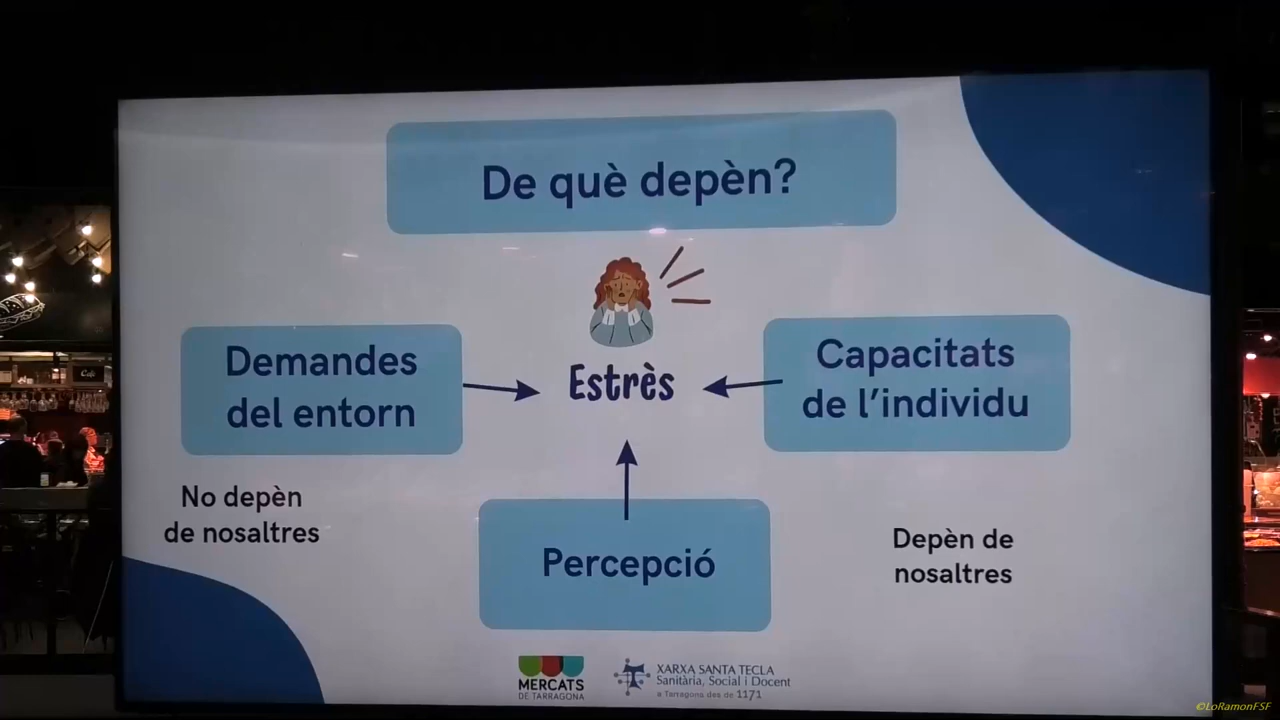 De què depèn?
Demandes
del entorn
Estrès
Capacitats
de l'individu
No depèn
de nosaltres
Percepció
Depèn de
nosaltres
MERCATS
DE TARRAGONA
XARXA SANTA TECLA
Sanitària, Social i Docent
a Tarragona des de 1171
©LoRamonFSF